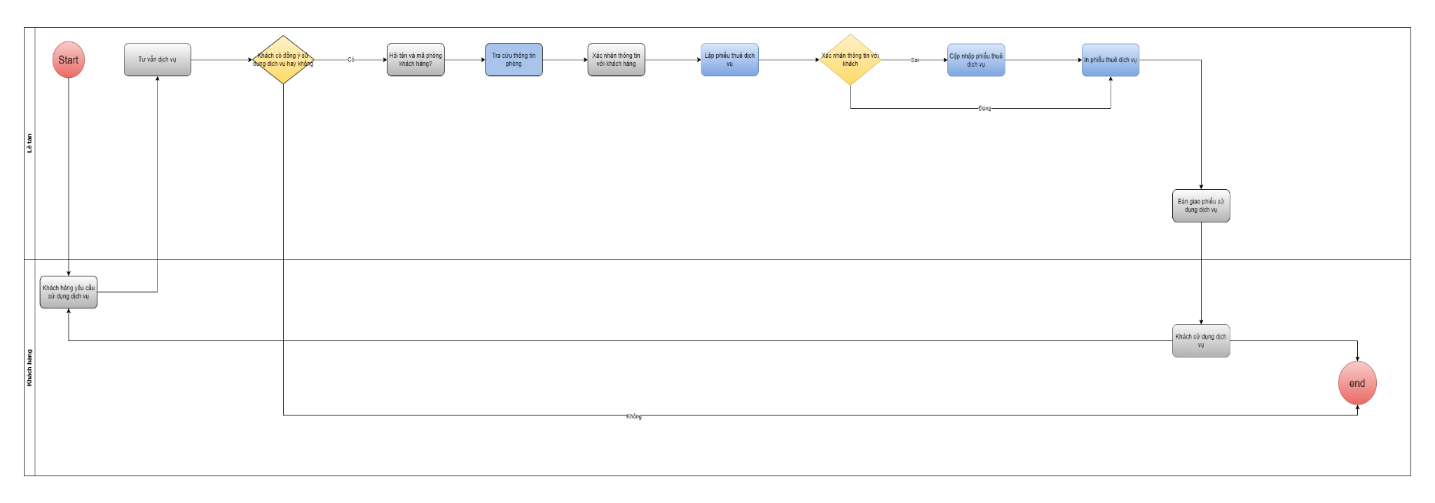 Start
Tư vấn dịch vụ
Khách có đồng ý sử
dụng dịch vụ hay không
Có
Hỏi tên và mã phòng
khách hàng?
Tra cứu thông tin
phòng
Xác nhận thông tin
với khách hàng
Lập phiếu thuê dịch
vụ
Xác nhận thông tin với
khách
Sai
Cập nhập phiếu thuê
dịch vụ
In phiếu thuê dịch vụ
Đúng
Lễ tân
Bàn giao phiếu sử
dụng dịch vụ
Khách hàng yêu cầu
sử dụng dịch vụ
Khách sử dụng dịch
vụ
Khách hàng
end
Không